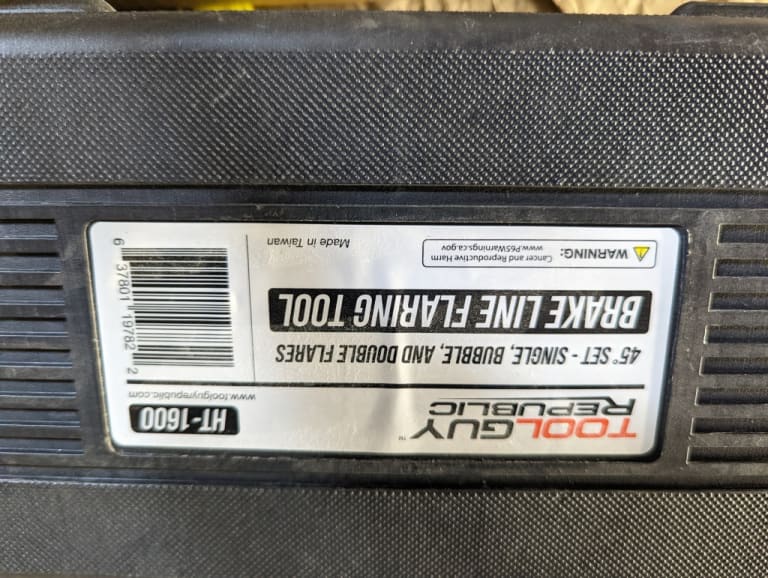 TOOLGUY
REPUBLIC™
HT-1600
www.toolguyrepublic.com
45° SET - SINGLE, BUBBLE, AND DOUBLE FLARES
BRAKE LINE FLARING TOOL
⚠ WARNING: Cancer and Reproductive Harm
www.P65Warnings.ca.gov
Made in Taiwan
6 37801 19782 2